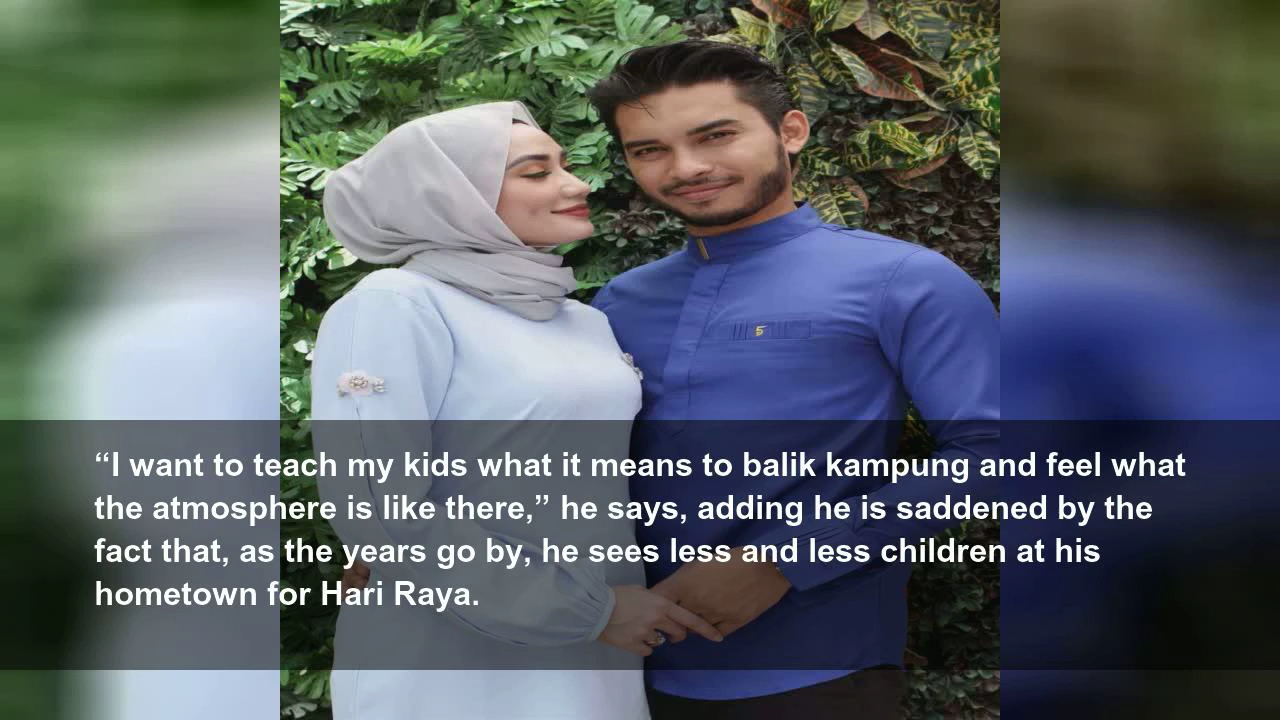 “I want to teach my kids what it means to balik kampung and feel what
the atmosphere is like there,” he says, adding he is saddened by the
fact that, as the years go by, he sees less and less children at his
hometown for Hari Raya.